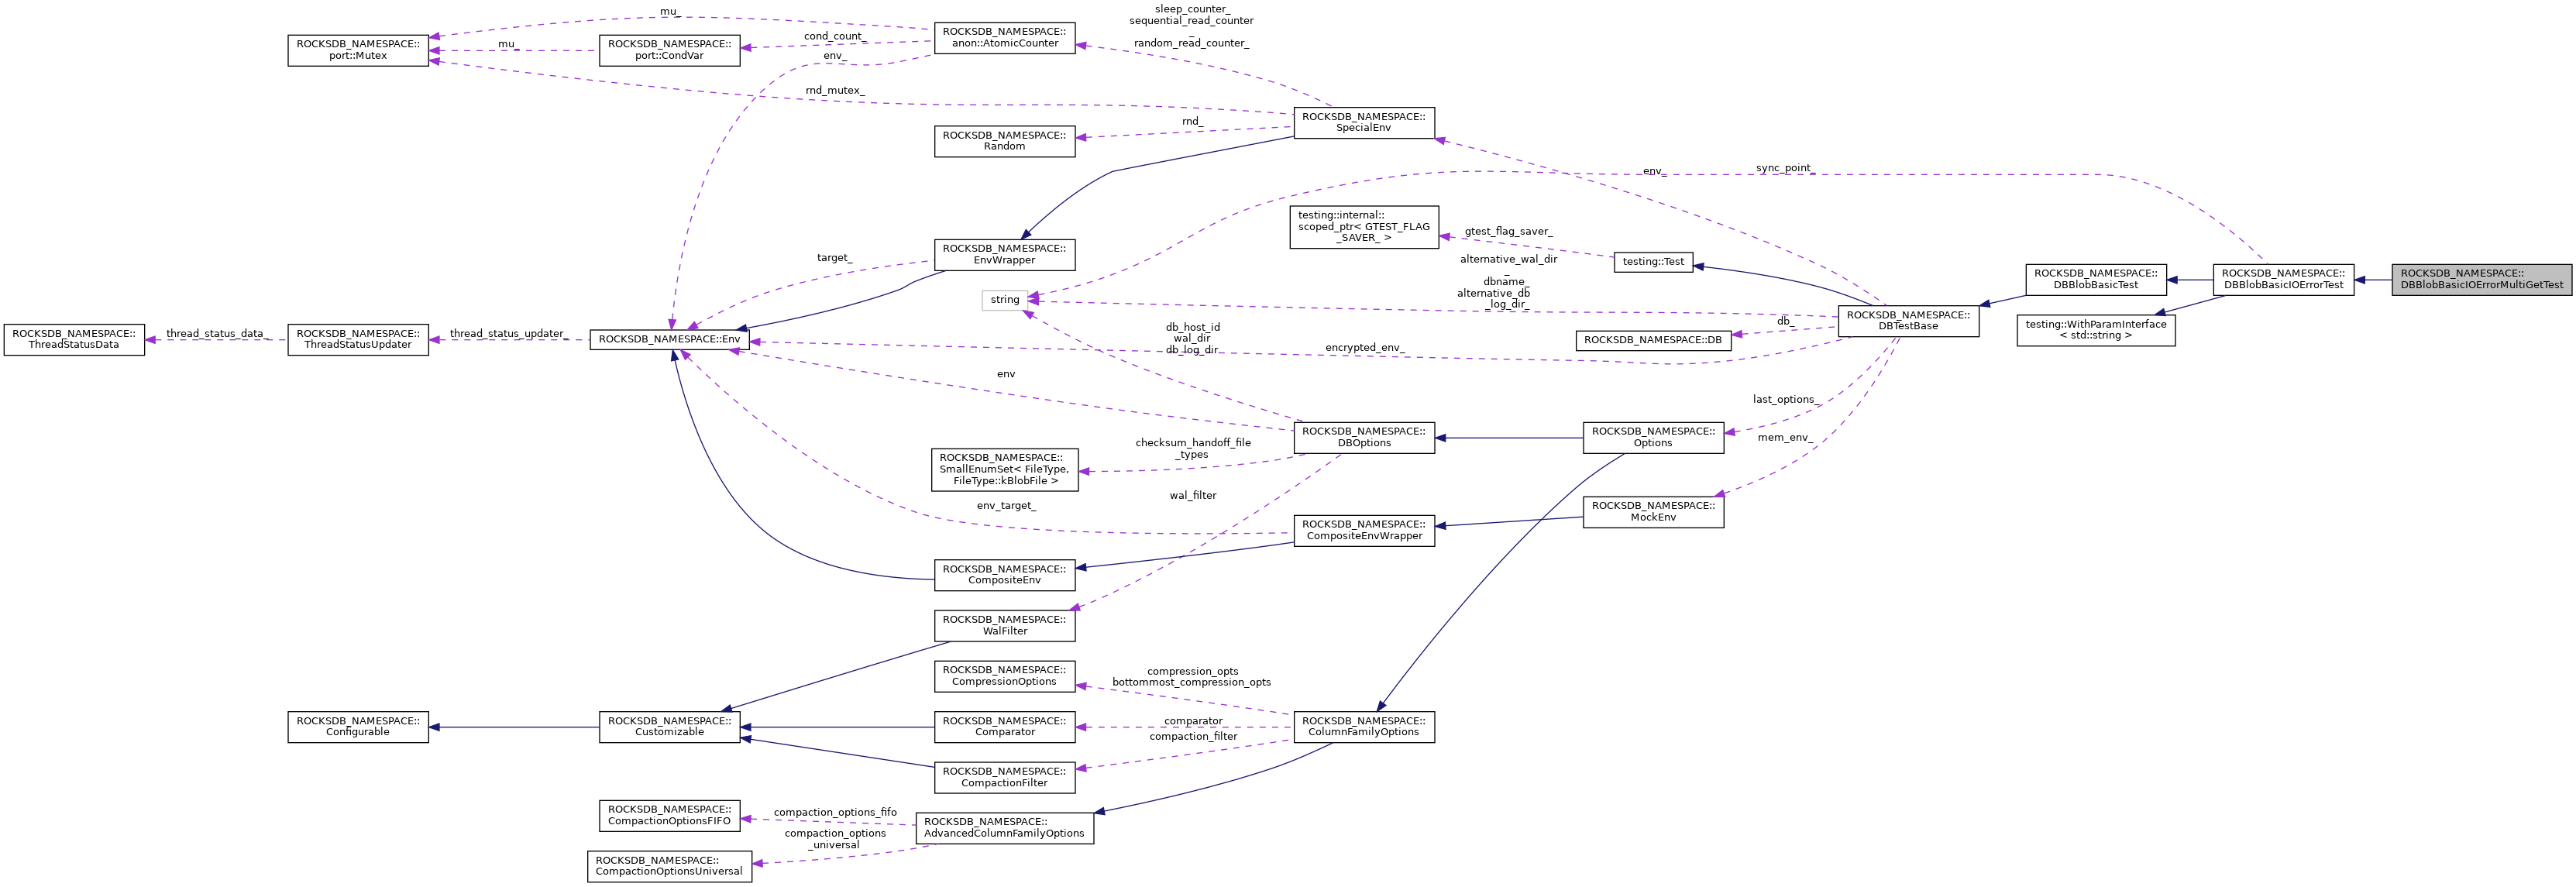 mu_
ROCKSDB_NAMESPACE::
port::Mutex
mu_
ROCKSDB_NAMESPACE::
port::CondVar
cond_count_
env_
ROCKSDB_NAMESPACE::
anon::AtomicCounter
sleep_counter_
sequential_read_counter
_
random_read_counter_
rnd_mutex_
ROCKSDB_NAMESPACE::
Random
rnd_
ROCKSDB_NAMESPACE::
SpecialEnv
env_
sync_point_
testing::internal::
scoped_ptr< GTEST_FLAG
_SAVER_ >
gtest_flag_saver_
testing::Test
ROCKSDB_NAMESPACE::
EnvWrapper
target_
string
alternative_wal_dir
_
dbname_
alternative_db
_log_dir_
ROCKSDB_NAMESPACE::
DBBlobBasicTest
ROCKSDB_NAMESPACE::
DBBlobBasicIOErrorTest
ROCKSDB_NAMESPACE::
DBBlobBasicIOErrorMultiGetTest
ROCKSDB_NAMESPACE::
DBTestBase
testing::WithParamInterface
< std::string >
ROCKSDB_NAMESPACE::
ThreadStatusData
thread_status_data_
ROCKSDB_NAMESPACE::
ThreadStatusUpdater
thread_status_updater_
ROCKSDB_NAMESPACE::Env
db_host_id
wal_dir
db_log_dir
encrypted_env_
db_
ROCKSDB_NAMESPACE::DB
env
last_options_
mem_env_
ROCKSDB_NAMESPACE::
DBOptions
ROCKSDB_NAMESPACE::
Options
checksum_handoff_file
_types
ROCKSDB_NAMESPACE::
SmallEnumSet< FileType,
FileType::kBlobFile >
wal_filter
env_target_
ROCKSDB_NAMESPACE::
MockEnv
ROCKSDB_NAMESPACE::
CompositeEnvWrapper
ROCKSDB_NAMESPACE::
CompositeEnv
ROCKSDB_NAMESPACE::
WalFilter
ROCKSDB_NAMESPACE::
CompressionOptions
compression_opts
bottommost_compression_opts
ROCKSDB_NAMESPACE::
Configurable
ROCKSDB_NAMESPACE::
Customizable
ROCKSDB_NAMESPACE::
Comparator
comparator
compaction_filter
ROCKSDB_NAMESPACE::
ColumnFamilyOptions
ROCKSDB_NAMESPACE::
CompactionFilter
ROCKSDB_NAMESPACE::
CompactionOptionsFIFO
compaction_options_fifo
ROCKSDB_NAMESPACE::
AdvancedColumnFamilyOptions
compaction_options
_universal
ROCKSDB_NAMESPACE::
CompactionOptionsUniversal